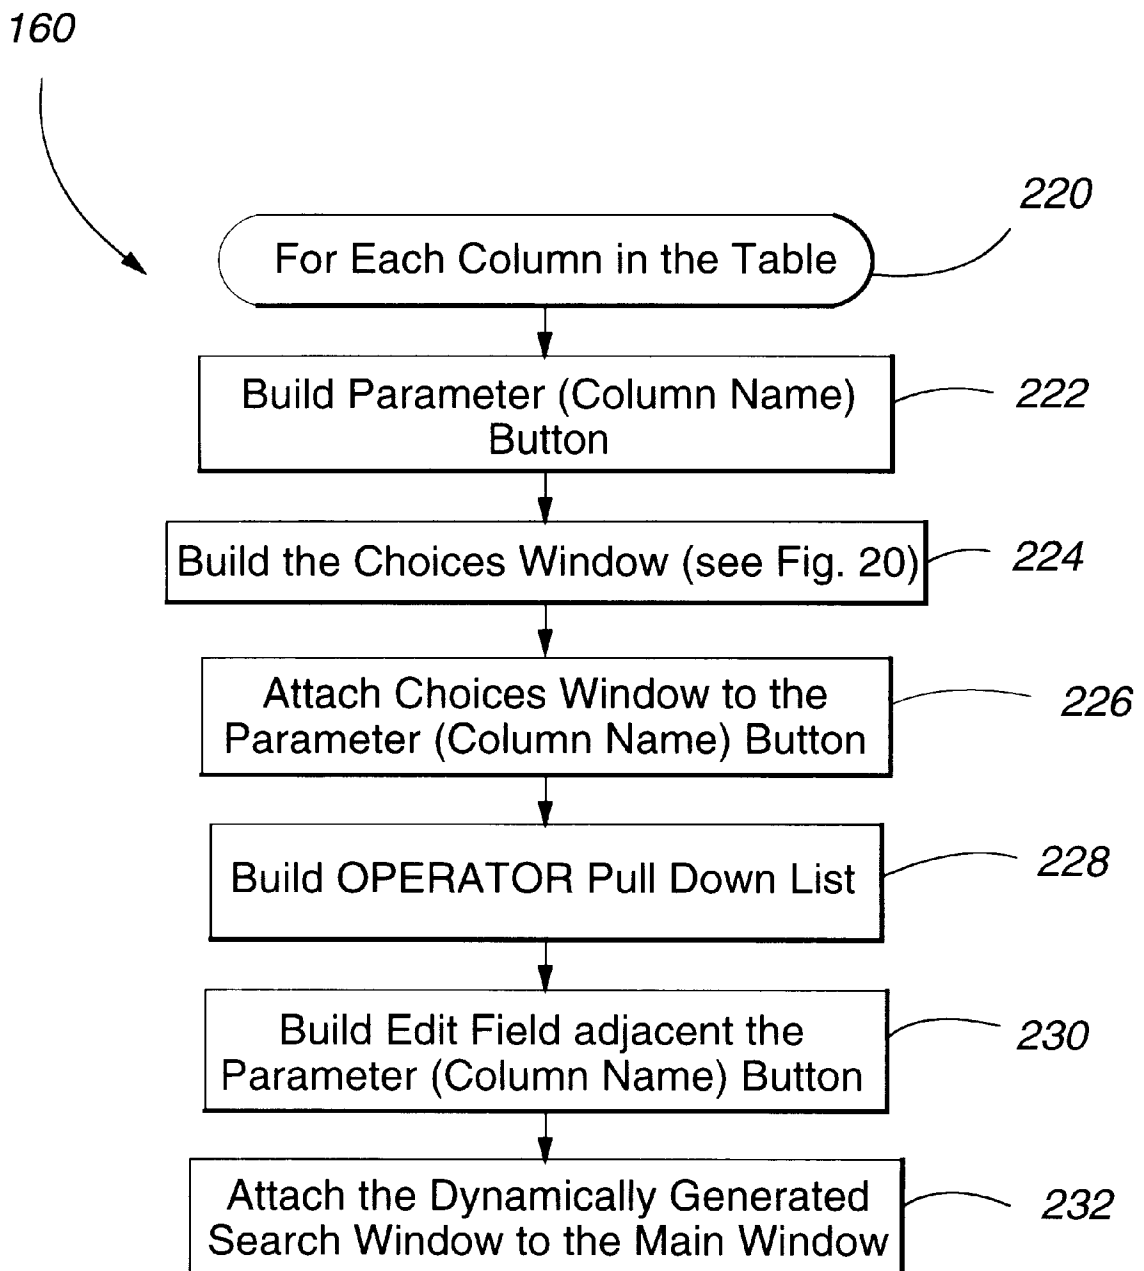 160
220
For Each Column in the Table
Build Parameter (Column Name)
Button
222
Build the Choices Window (see Fig. 20)
224
Attach Choices Window to the
Parameter (Column Name) Button
226
Build OPERATOR Pull Down List
228
Build Edit Field adjacent the
Parameter (Column Name) Button
230
Attach the Dynamically Generated
Search Window to the Main Window
232